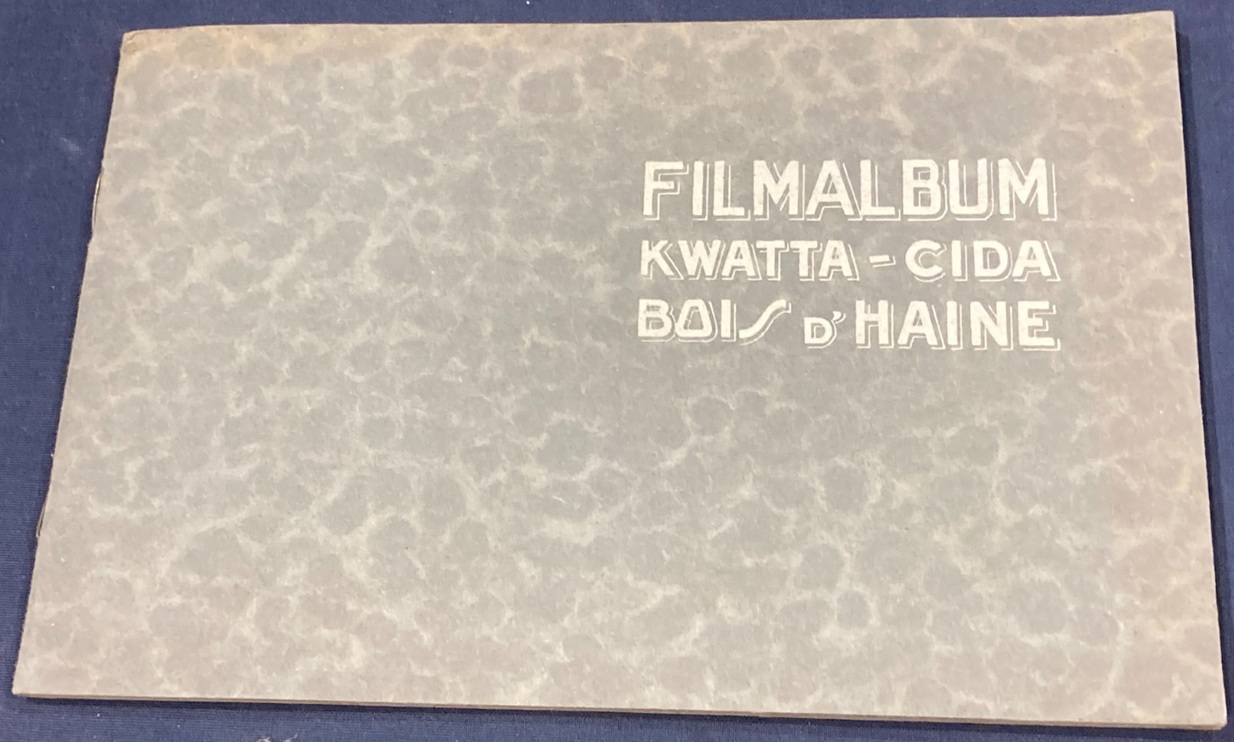 FILMALBUM
KWATTA - CIDA
BOIS D'HAINE